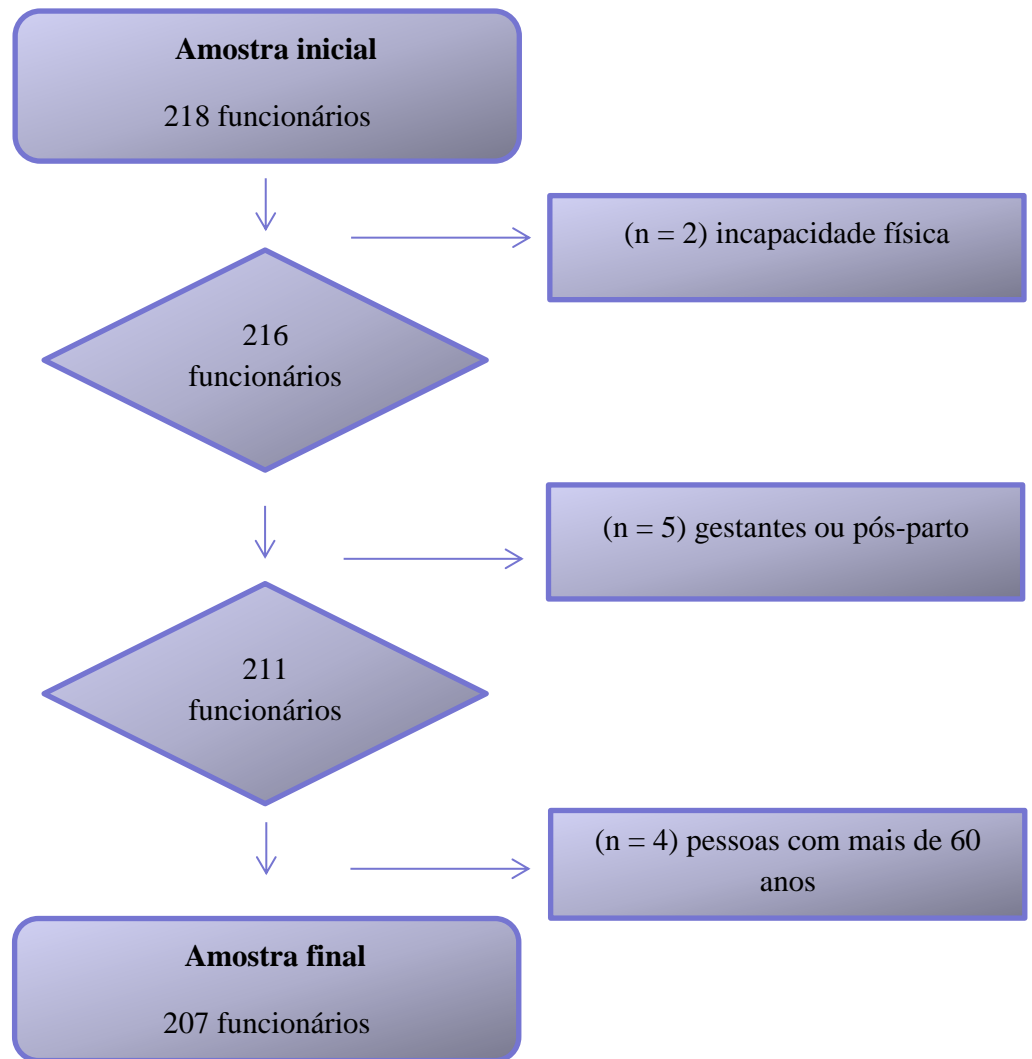 Amostra inicial
218 funcionários
(n = 2) incapacidade física
216
funcionários
(n = 5) gestantes ou pós-parto
211
funcionários
(n = 4) pessoas com mais de 60
anos
Amostra final
207 funcionários